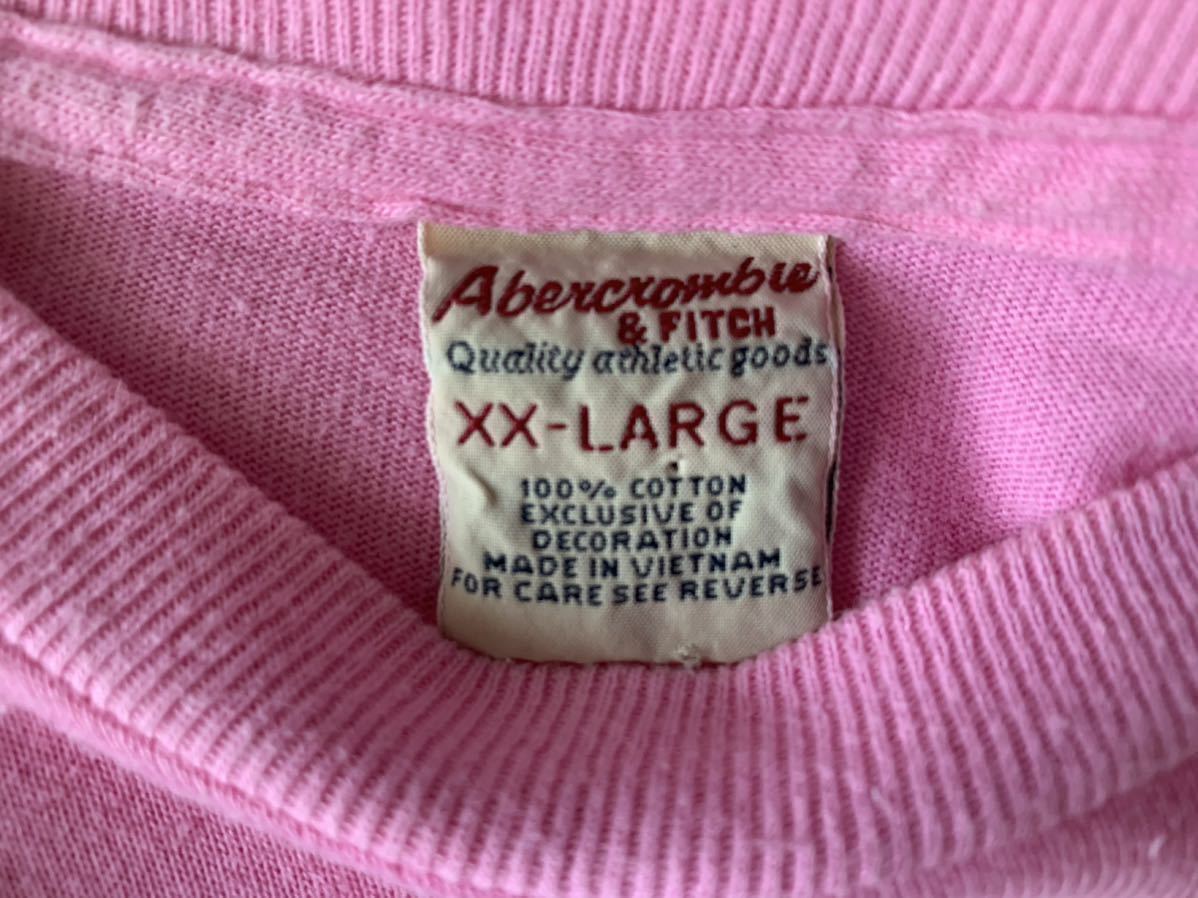 Abercrombie
& FITCH
Quality athletic goods
XX-LARGE
100% COTTON
EXCLUSIVE OF
DECORATION
MADE IN VIETNAM
FOR CARE SEE REVERSE